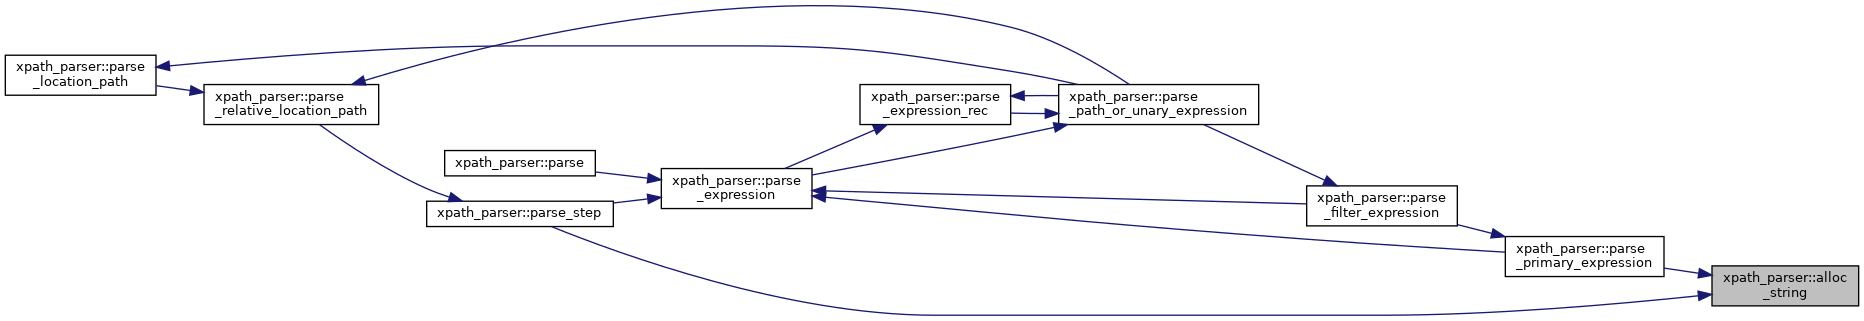 xpath_parser::parse
_location_path
xpath_parser::parse
_relative_location_path
xpath_parser::parse
xpath_parser::parse_step
xpath_parser::parse
_expression
xpath_parser::parse
_expression_rec
xpath_parser::parse
_path_or_unary_expression
xpath_parser::parse
_filter_expression
xpath_parser::parse
_primary_expression
xpath_parser::alloc
_string